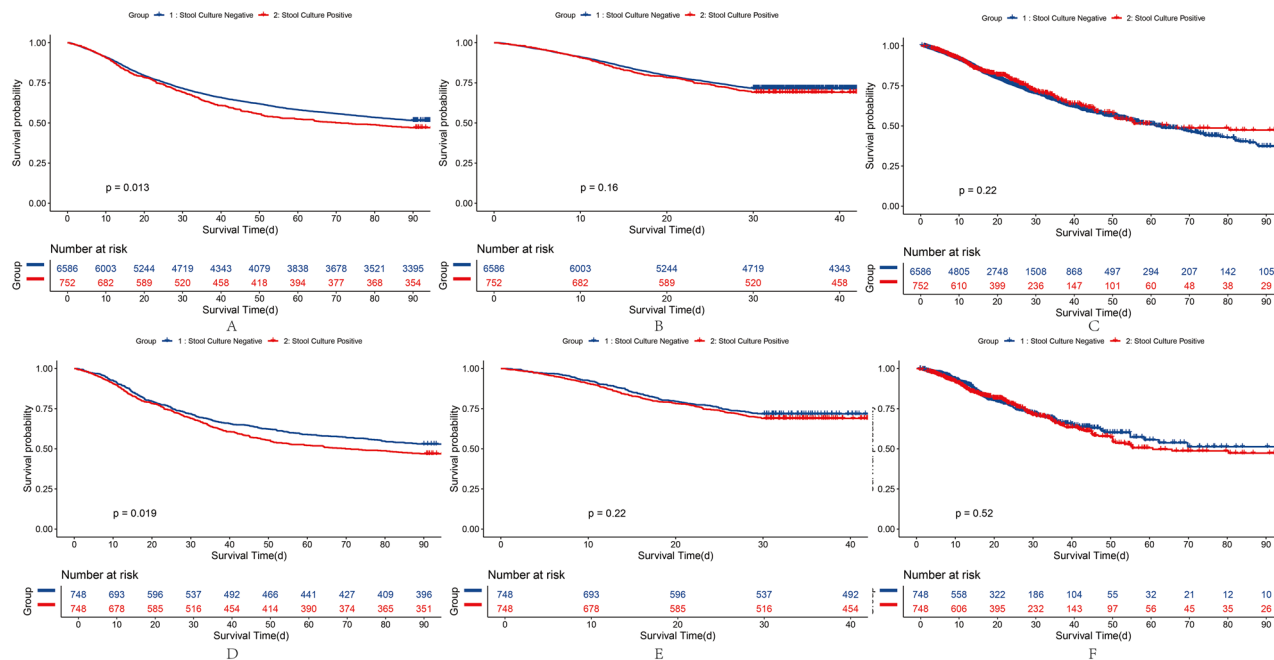 Group 1 : Stool Culture Negative 2: Stool Culture Positive
Survival probability
1.00
0.75
0.50
0.25
0.00
p = 0.013
0 10 20 30 40 50 60 70 80 90
Survival Time(d)
Number at risk
Group
6586 6003 5244 4719 4343 4079 3838 3678 3521 3395
752 682 589 520 458 418 394 377 368 354
0 10 20 30 40 50 60 70 80 90
Survival Time(d)
A
Group 1 : Stool Culture Negative 2: Stool Culture Positive
Survival probability
1.00
0.75
0.50
0.25
0.00
p = 0.16
0 10 20 30 40
Survival Time(d)
Number at risk
Group
6586 6003 5244 4719 4343
752 682 589 520 458
0 10 20 30 40
Survival Time(d)
B
Group 1 : Stool Culture Negative 2: Stool Culture Positive
Survival probability
1.00
0.75
0.50
0.25
0.00
p = 0.22
0 10 20 30 40 50 60 70 80 90
Survival Time(d)
Number at risk
Group
6586 4805 2748 1508 868 497 294 207 142 105
752 610 399 236 147 101 60 48 38 29
0 10 20 30 40 50 60 70 80 90
Survival Time(d)
C
Group 1 : Stool Culture Negative 2: Stool Culture Positive
Survival probability
1.00
0.75
0.50
0.25
0.00
p = 0.019
0 10 20 30 40 50 60 70 80 90
Survival Time(d)
Number at risk
Group
748 693 596 537 492 466 441 427 409 396
748 678 585 516 454 414 390 374 365 351
0 10 20 30 40 50 60 70 80 90
Survival Time(d)
D
Group 1 : Stool Culture Negative 2: Stool Culture Positive
Survival probability
1.00
0.75
0.50
0.25
0.00
p = 0.22
0 10 20 30 40
Survival Time(d)
Number at risk
Group
748 693 596 537 492
748 678 585 516 454
0 10 20 30 40
Survival Time(d)
E
Group 1 : Stool Culture Negative 2: Stool Culture Positive
1.00
0.75
0.50
0.25
0.00
p = 0.52
0 10 20 30 40 50 60 70 80 90
Survival Time(d)
Number at risk
748 558 322 186 104 55 32 21 12 10
748 606 395 232 143 97 56 45 35 26
0 10 20 30 40 50 60 70 80 90
Survival Time(d)
F